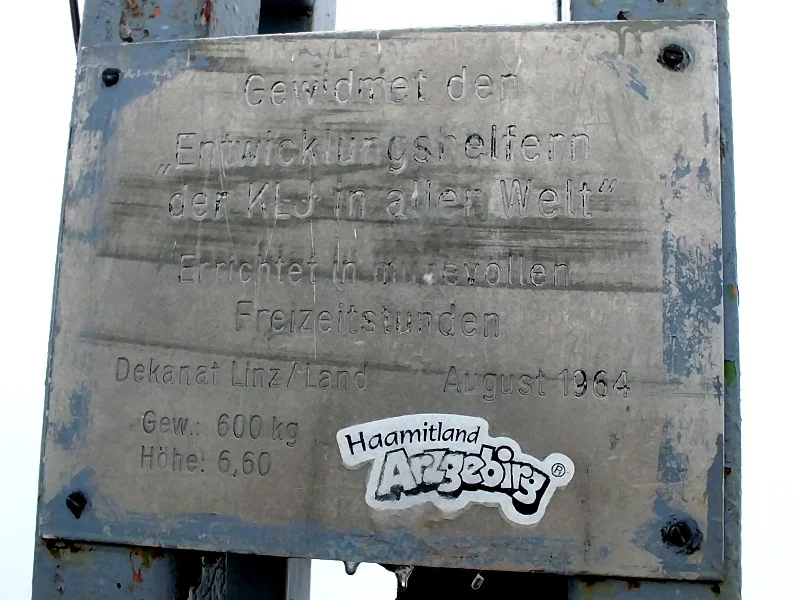 Gewidmet den
„Entwicklungshelfern
der KLJ in aller Welt“
Errichtet in mühevollen
Freizeitstunden
Dekanat Linz/Land August 1964
Gew.: 600 kg
Höhe: 6,60
Haamitland
Arzgebirg ®